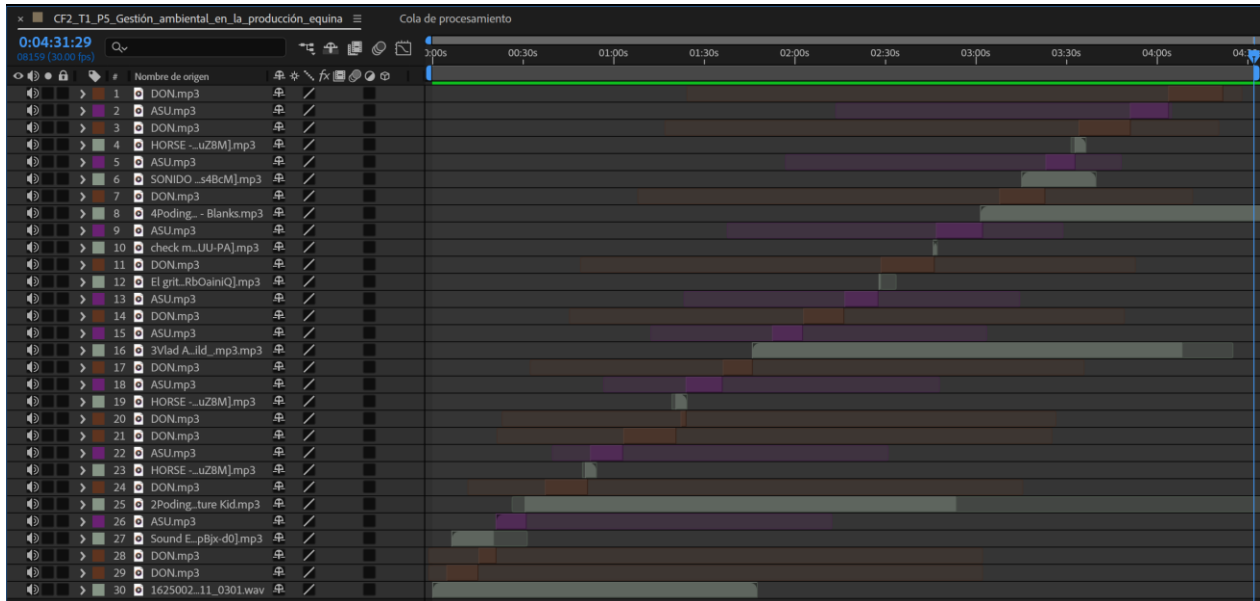 CF2_T1_P5_Gestión_ambiental_en_la_producción_equina Cola de procesamiento
0:04:31:29
08159 (30.00 fps)
0:00s 00:30s 01:00s 01:30s 02:00s 02:30s 03:00s 03:30s 04:00s 04:3
# Nombre de origen
1 DON.mp3
2 ASU.mp3
3 DON.mp3
4 HORSE -...uZ8M].mp3
5 ASU.mp3
6 SONIDO ...s4BcM].mp3
7 DON.mp3
8 4Poding... - Blanks.mp3
9 ASU.mp3
10 check m...UU-PA].mp3
11 DON.mp3
12 El grit...RbOainiQ].mp3
13 ASU.mp3
14 DON.mp3
15 ASU.mp3
16 3Vlad A...ild_.mp3.mp3
17 DON.mp3
18 ASU.mp3
19 HORSE -...uZ8M].mp3
20 DON.mp3
21 DON.mp3
22 ASU.mp3
23 HORSE -...uZ8M].mp3
24 DON.mp3
25 2Poding...ture Kid.mp3
26 ASU.mp3
27 Sound E...pBjx-d0].mp3
28 DON.mp3
29 DON.mp3
30 1625002...11_0301.wav